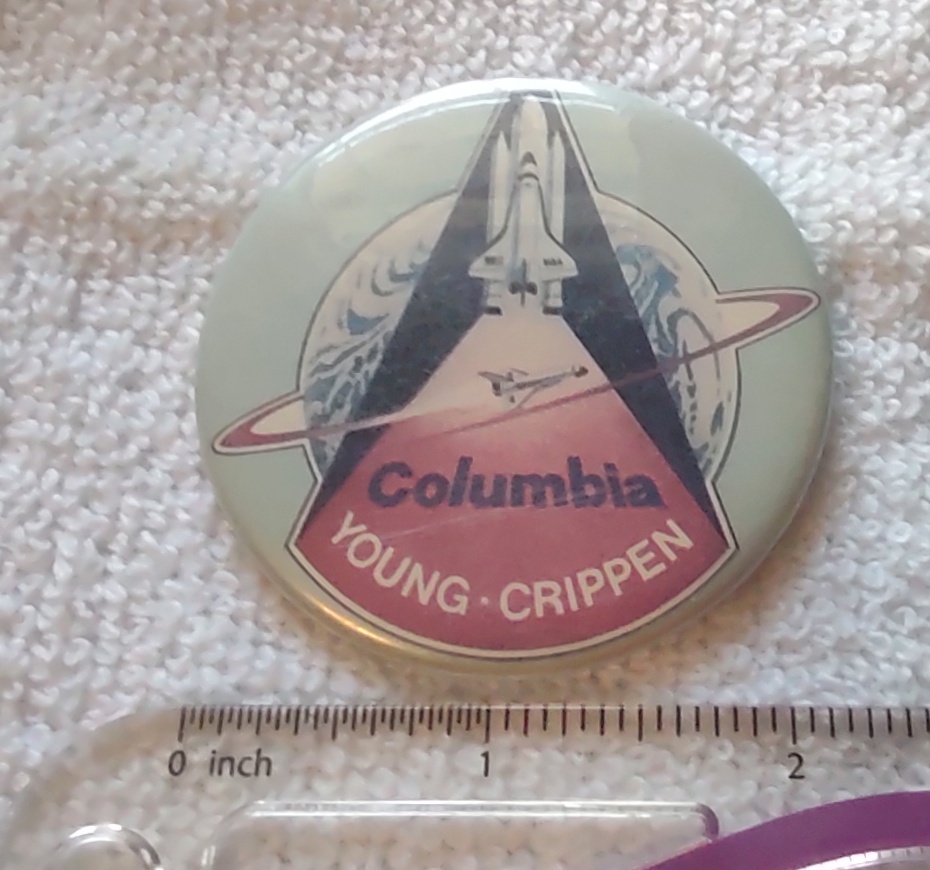 Columbia
YOUNG · CRIPPEN
0 inch 1 2